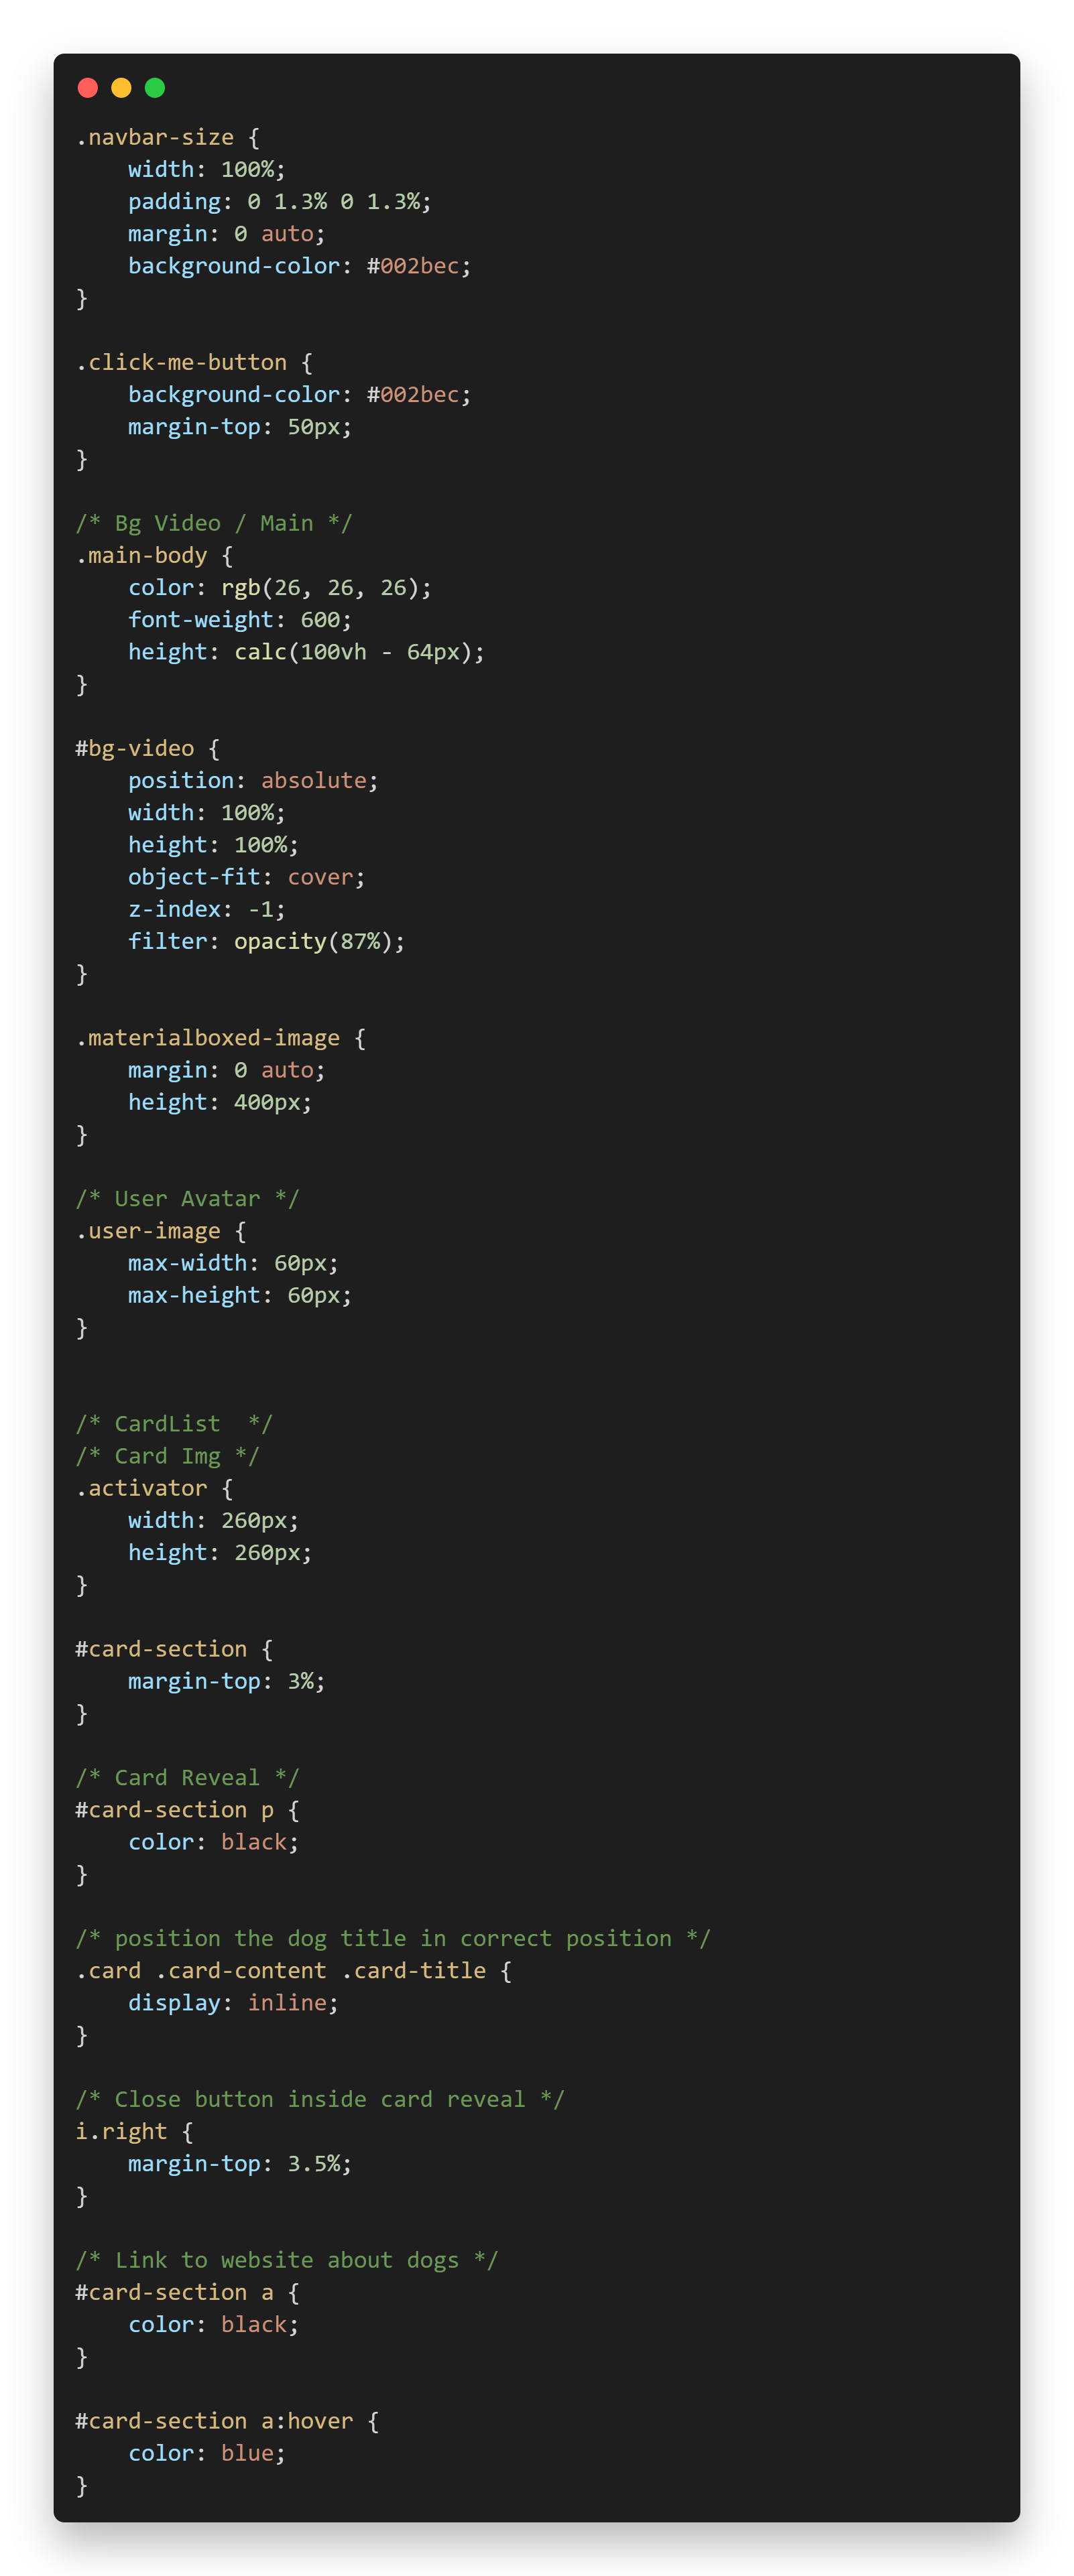 .navbar-size {
    width: 100%;
    padding: 0 1.3% 0 1.3%;
    margin: 0 auto;
    background-color: #002bec;
}

.click-me-button {
    background-color: #002bec;
    margin-top: 50px;
}

/* Bg Video / Main */
.main-body {
    color: rgb(26, 26, 26);
    font-weight: 600;
    height: calc(100vh - 64px);
}

#bg-video {
    position: absolute;
    width: 100%;
    height: 100%;
    object-fit: cover;
    z-index: -1;
    filter: opacity(87%);
}

.materialboxed-image {
    margin: 0 auto;
    height: 400px;
}

/* User Avatar */
.user-image {
    max-width: 60px;
    max-height: 60px;
}


/* CardList  */
/* Card Img */
.activator {
    width: 260px;
    height: 260px;
}

#card-section {
    margin-top: 3%;
}

/* Card Reveal */
#card-section p {
    color: black;
}

/* position the dog title in correct position */
.card .card-content .card-title {
    display: inline;
}

/* Close button inside card reveal */
i.right {
    margin-top: 3.5%;
}

/* Link to website about dogs */
#card-section a {
    color: black;
}

#card-section a:hover {
    color: blue;
}